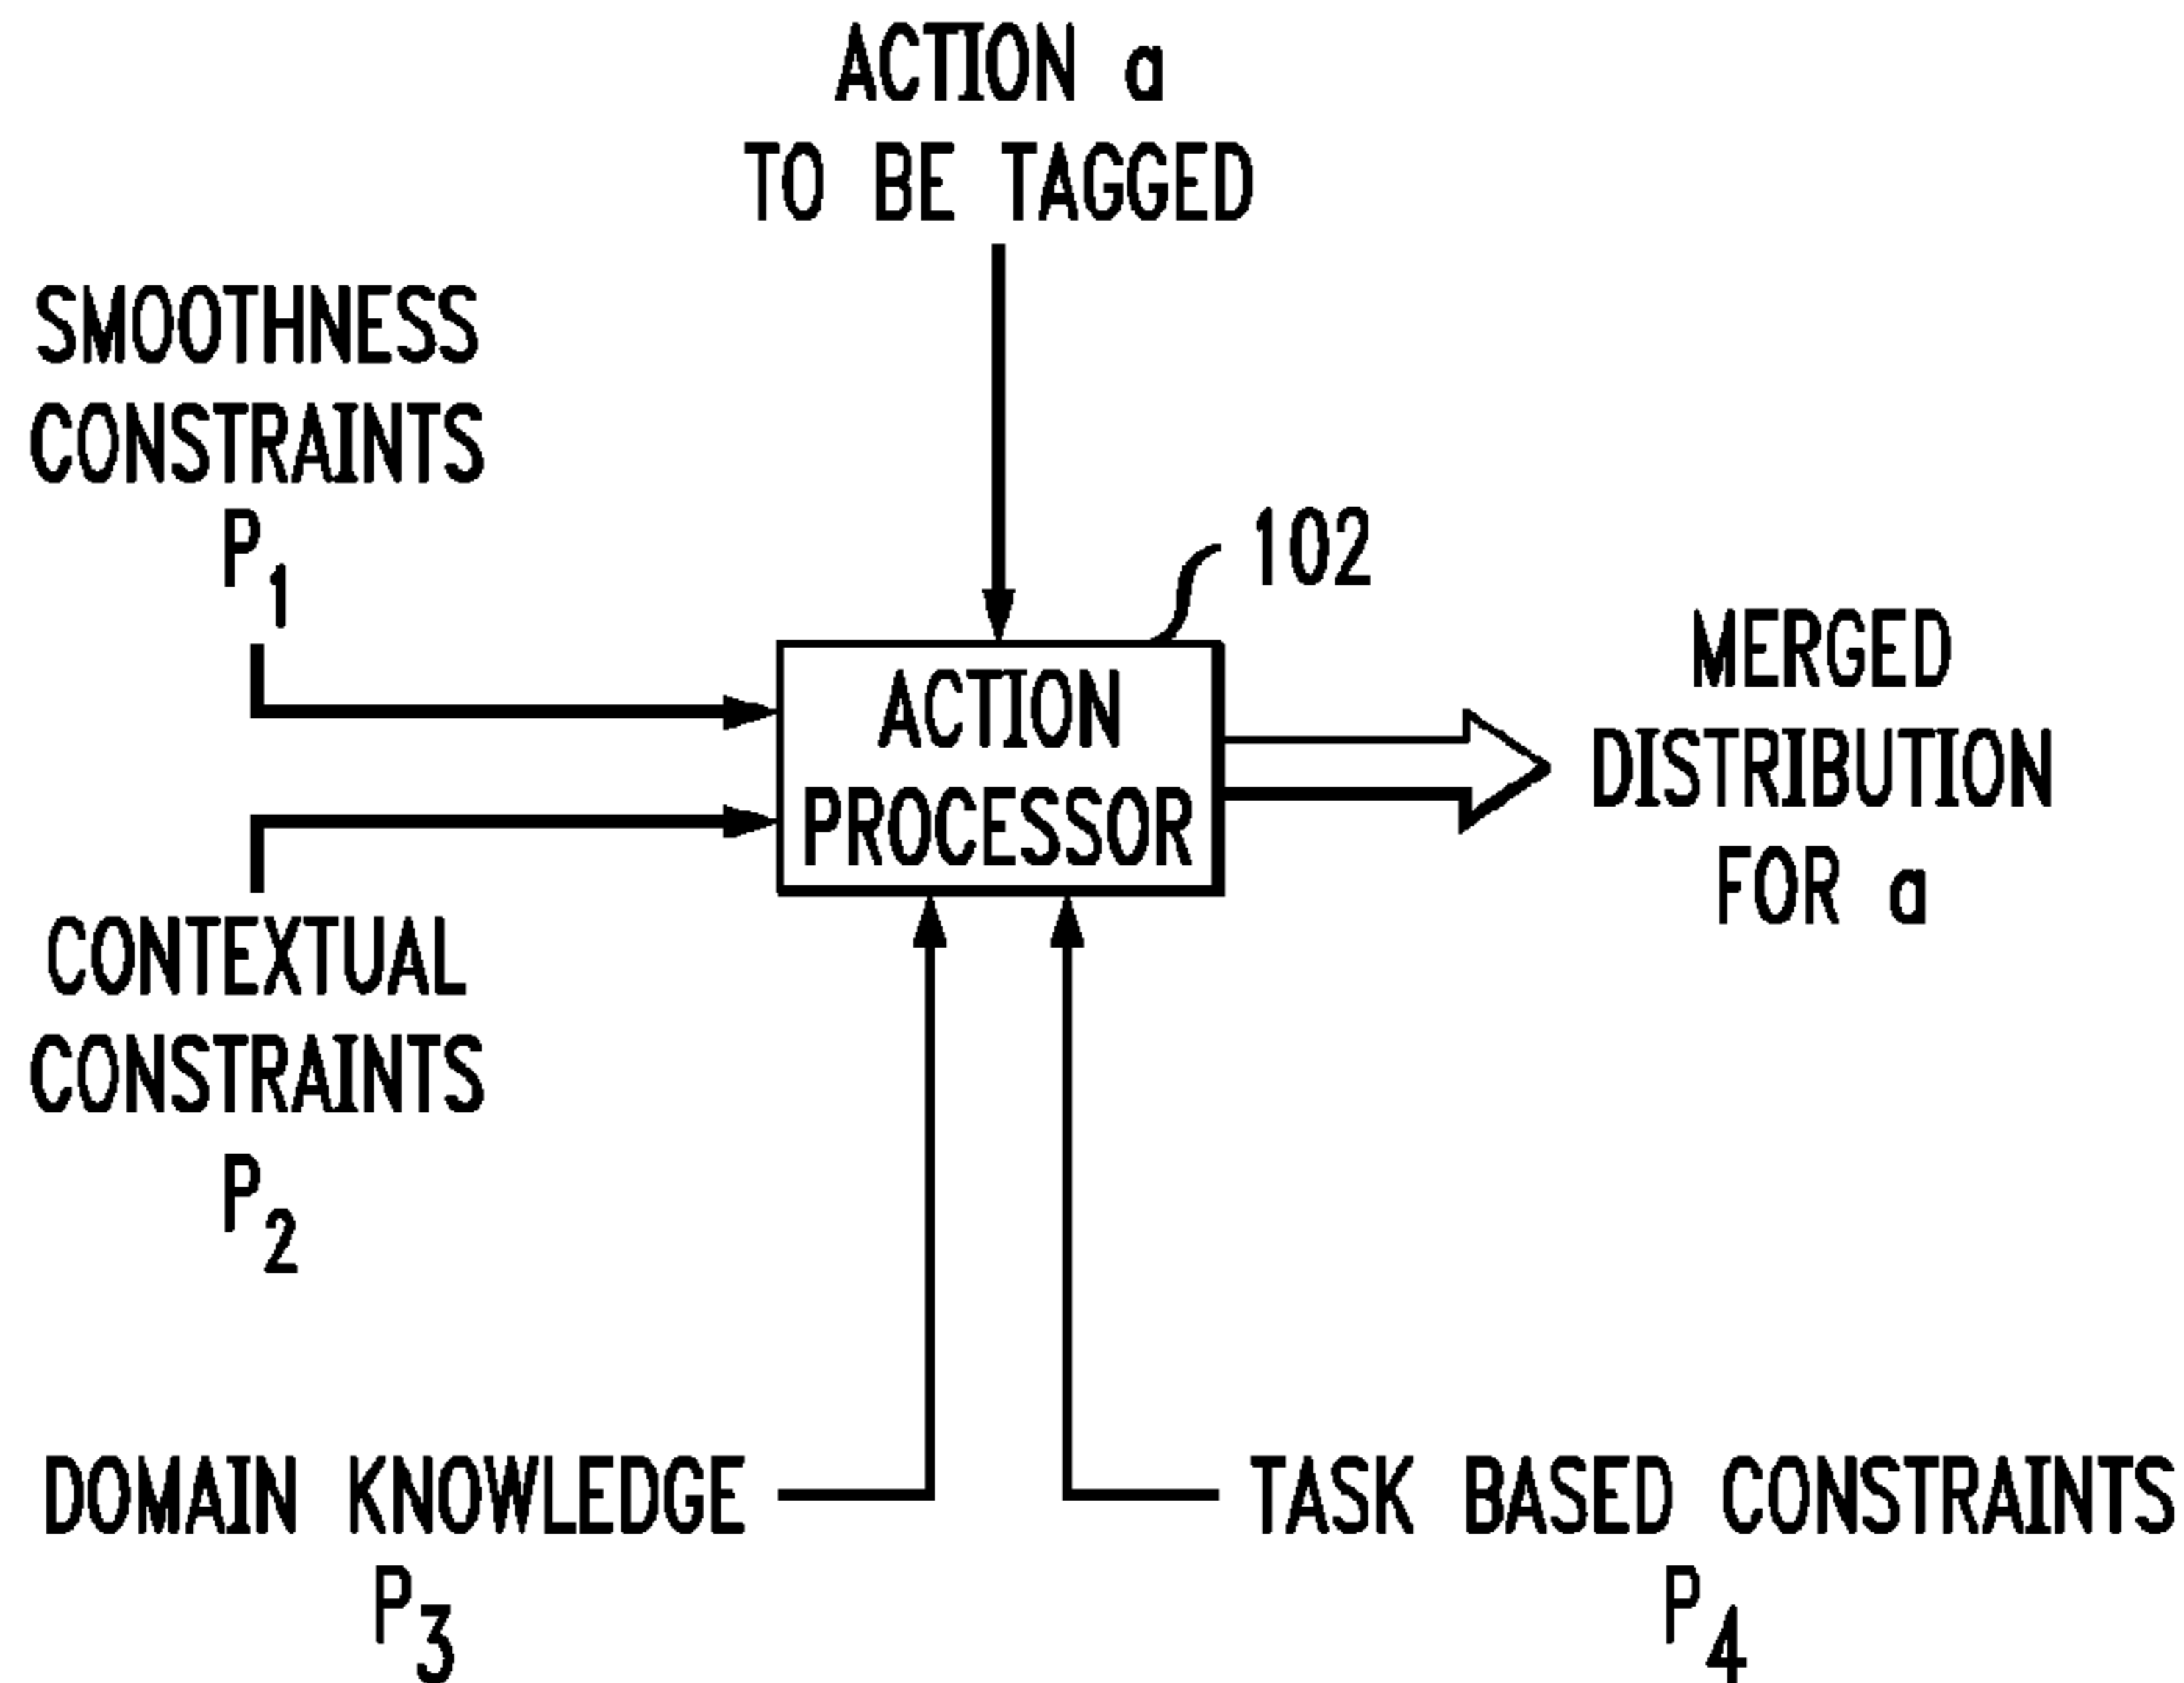 ACTION a
TO BE TAGGED
SMOOTHNESS
CONSTRAINTS
P1
102
ACTION
PROCESSOR
MERGED
DISTRIBUTION
FOR a
CONTEXTUAL
CONSTRAINTS
P2
DOMAIN KNOWLEDGE
P3
TASK BASED CONSTRAINTS
P4